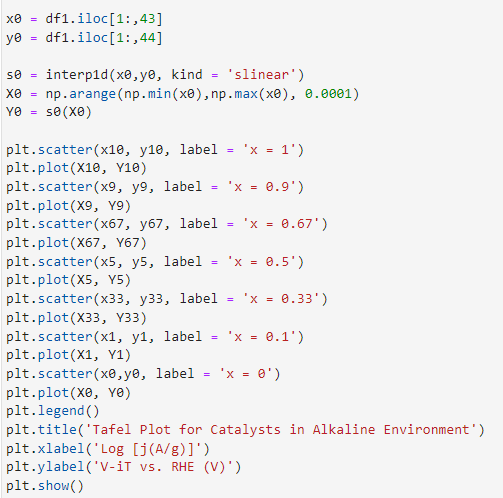 x0 = df1.iloc[1:,43]
y0 = df1.iloc[1:,44]
s0 = interp1d(x0,y0, kind = 'slinear')
X0 = np.arange(np.min(x0),np.max(x0), 0.0001)
Y0 = s0(X0)
plt.scatter(x10, y10, label = 'x = 1')
plt.plot(X10, Y10)
plt.scatter(x9, y9, label = 'x = 0.9')
plt.plot(X9, Y9)
plt.scatter(x67, y67, label = 'x = 0.67')
plt.plot(X67, Y67)
plt.scatter(x5, y5, label = 'x = 0.5')
plt.plot(X5, Y5)
plt.scatter(x33, y33, label = 'x = 0.33')
plt.plot(X33, Y33)
plt.scatter(x1, y1, label = 'x = 0.1')
plt.plot(X1, Y1)
plt.scatter(x0,y0, label = 'x = 0')
plt.plot(X0, Y0)
plt.legend()
plt.title('Tafel Plot for Catalysts in Alkaline Environment')
plt.xlabel('Log [j(A/g)]')
plt.ylabel('V-iT vs. RHE (V)')
plt.show()